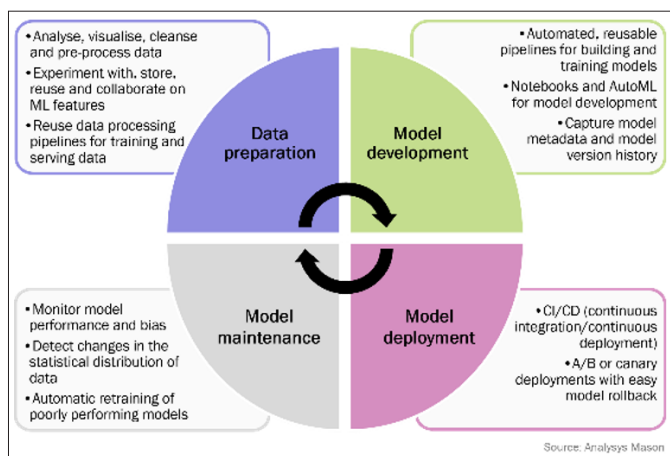 • Analyse, visualise, cleanse
and pre-process data
• Experiment with, store,
reuse and collaborate on
ML features
• Reuse data processing
pipelines for training and
serving data
• Automated, reusable
pipelines for building and
training models
• Notebooks and AutoML
for model development
• Capture model
metadata and model
version history
Data
preparation
Model
development
Model
maintenance
Model
deployment
• Monitor model
performance and bias
• Detect changes in the
statistical distribution of
data
• Automatic retraining of
poorly performing models
• CI/CD (continuous
integration/continuous
deployment)
• A/B or canary
deployments with easy
model rollback
Source: Analysys Mason